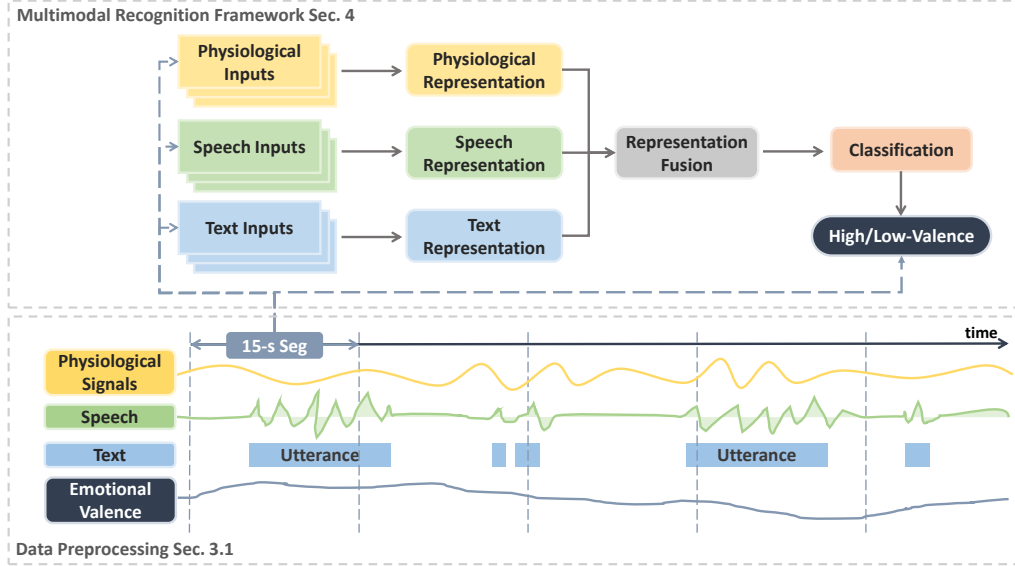 Multimodal Recognition Framework Sec. 4
Physiological
Inputs
Physiological
Representation
Speech Inputs
Speech
Representation
Representation
Fusion
Classification
Text Inputs
Text
Representation
High/Low-Valence
15-s Seg
time
Physiological
Signals
Speech
Text
Utterance
Utterance
Emotional
Valence
Data Preprocessing Sec. 3.1